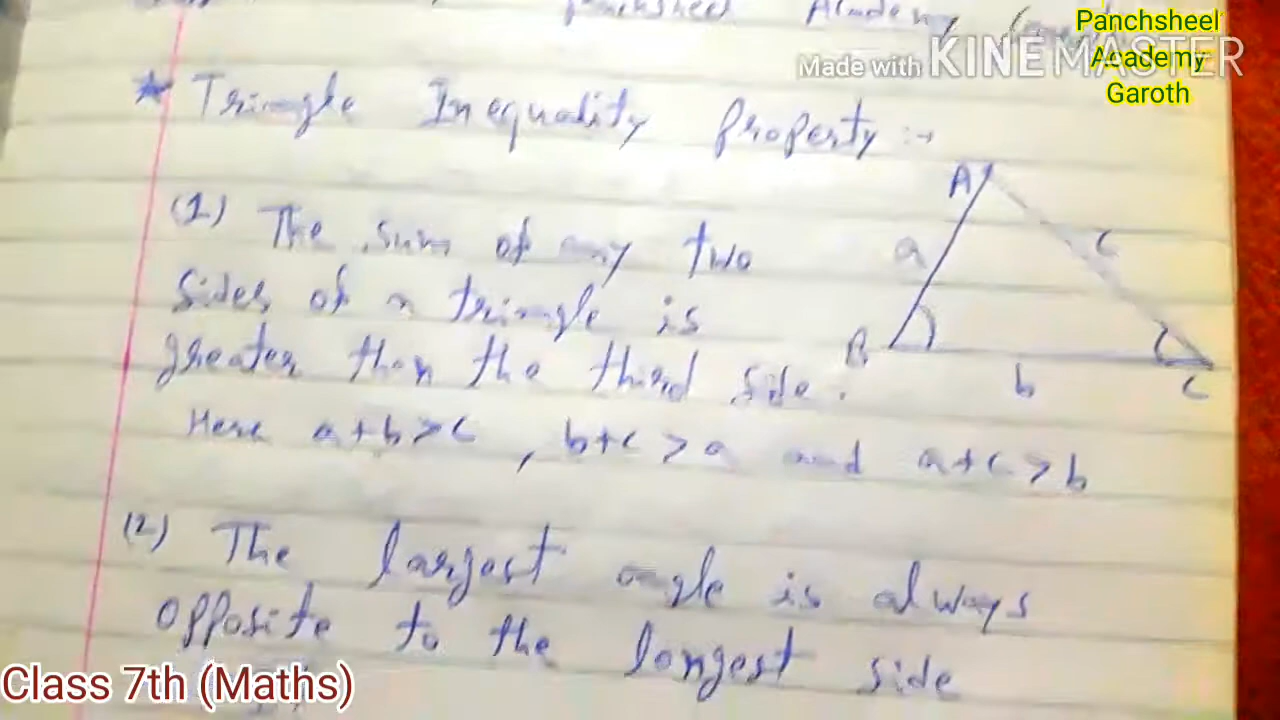 Panchsheel Academy
Panchsheel
Academy
Garoth
Made with KINEMASTER
* Triangle Inequality Property :→
(1) The sum of any two
sides of a triangle is
greater than the third side.
Here a+b>c , b+c>a and a+c>b
A
a
c
B
b
C
(2) The largest angle is always
opposite to the longest side
Class 7th (Maths)